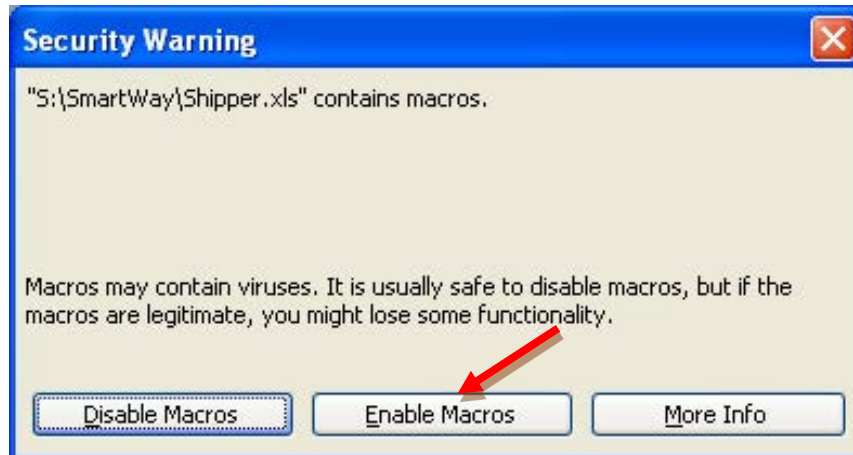 Security Warning
"S:\SmartWay\Shipper.xls" contains macros.
Macros may contain viruses. It is usually safe to disable macros, but if the
macros are legitimate, you might lose some functionality.
Disable Macros Enable Macros More Info